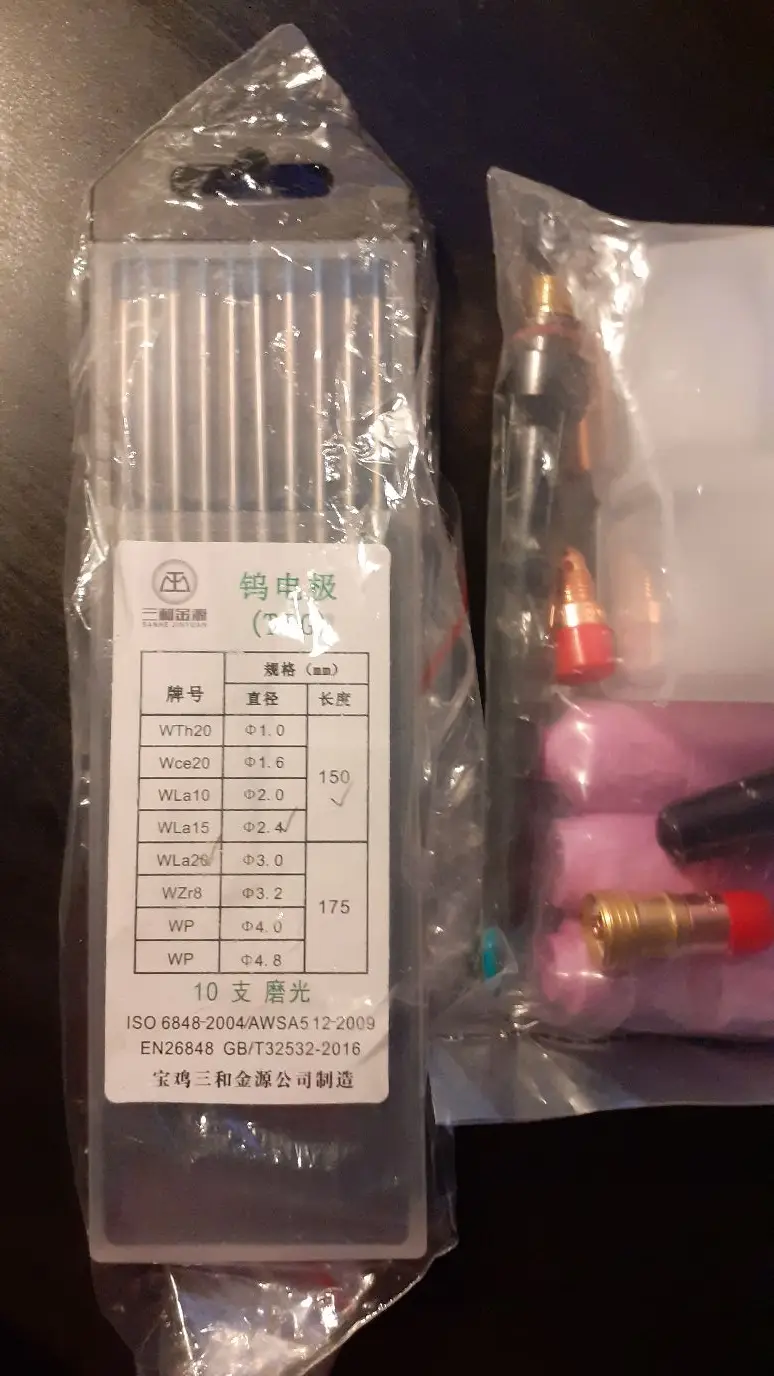 三和金源
SANHE JINYUAN
钨电极
(TIG)
牌号 规格 (mm)
直径 长度
WTh20 Φ1.0
Wce20 Φ1.6
WLa10 Φ2.0
150
WLa15 Φ2.4
WLa20 Φ3.0
WZr8 Φ3.2
175
WP Φ4.0
WP Φ4.8
10 支 磨光
ISO 6848-2004/AWSA5.12-2009
EN26848 GB/T32532-2016
宝鸡三和金源公司制造